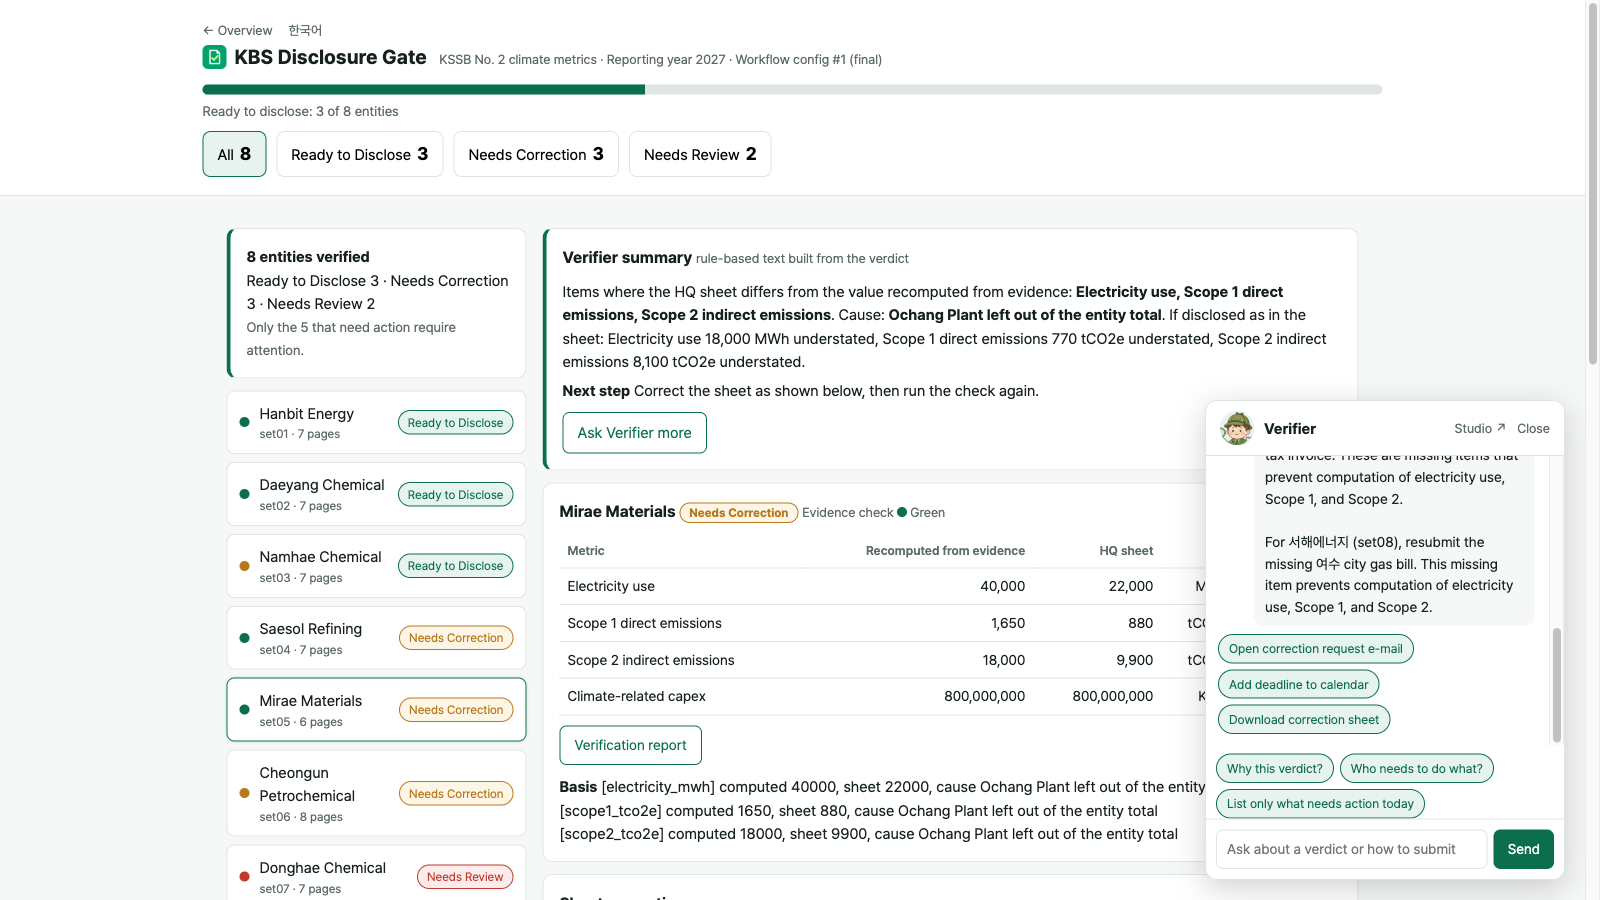 ← Overview 한국어
KBS Disclosure Gate KSSB No. 2 climate metrics · Reporting year 2027 · Workflow config #1 (final)
Ready to disclose: 3 of 8 entities
All 8 Ready to Disclose 3 Needs Correction 3 Needs Review 2
8 entities verified
Ready to Disclose 3 · Needs Correction
3 · Needs Review 2
Only the 5 that need action require
attention.
Hanbit Energy
set01 · 7 pages
Ready to Disclose
Daeyang Chemical
set02 · 7 pages
Ready to Disclose
Namhae Chemical
set03 · 7 pages
Ready to Disclose
Saesol Refining
set04 · 7 pages
Needs Correction
Mirae Materials
set05 · 6 pages
Needs Correction
Cheongun
Petrochemical
set06 · 8 pages
Needs Correction
Donghae Chemical
set07 · 7 pages
Needs Review
Verifier summary rule-based text built from the verdict
Items where the HQ sheet differs from the value recomputed from evidence: Electricity use, Scope 1 direct
emissions, Scope 2 indirect emissions. Cause: Ochang Plant left out of the entity total. If disclosed as in the
sheet: Electricity use 18,000 MWh understated, Scope 1 direct emissions 770 tCO2e understated, Scope 2 indirect
emissions 8,100 tCO2e understated.
Next step Correct the sheet as shown below, then run the check again.
Ask Verifier more
Mirae Materials Needs Correction Evidence check Green
Metric Recomputed from evidence HQ sheet
Electricity use 40,000 22,000 M
Scope 1 direct emissions 1,650 880 tCO
Scope 2 indirect emissions 18,000 9,900 tCO
Climate-related capex 800,000,000 800,000,000 K
Verification report
Basis [electricity_mwh] computed 40000, sheet 22000, cause Ochang Plant left out of the entity
[scope1_tco2e] computed 1650, sheet 880, cause Ochang Plant left out of the entity total
[scope2_tco2e] computed 18000, sheet 9900, cause Ochang Plant left out of the entity total
Verifier Studio ↗ Close
tax invoice. These are missing items that
prevent computation of electricity use,
Scope 1, and Scope 2.
For 서해에너지 (set08), resubmit the
missing 여수 city gas bill. This missing
item prevents computation of electricity
use, Scope 1, and Scope 2.
Open correction request e-mail
Add deadline to calendar
Download correction sheet
Why this verdict? Who needs to do what?
List only what needs action today
Ask about a verdict or how to submit Send